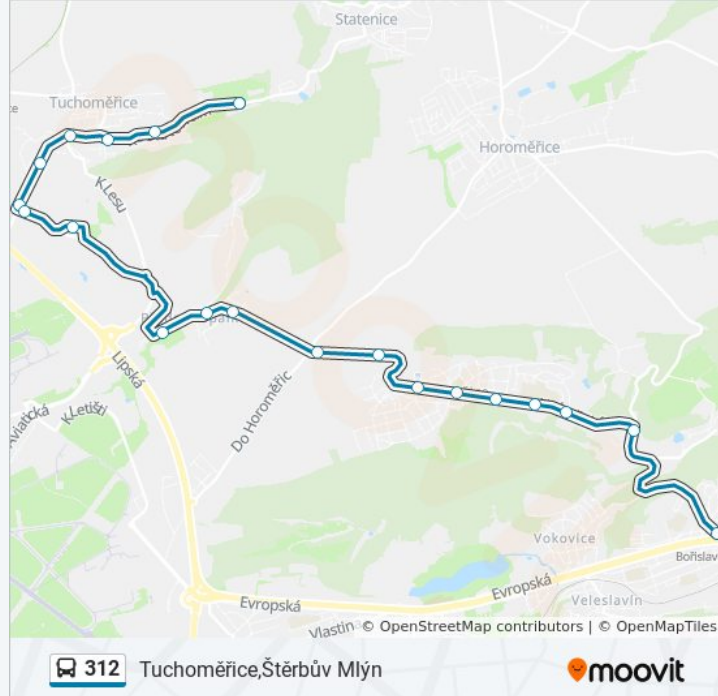 Statenice
Tuchoměřice
Horoměřice
K Lesu
Lipská
Do Horoměřic
Aviatická
K Letišti
Vokovice
Bořislav
Evropská
Evropská
Veleslavín
Vlastina
© OpenStreetMap contributors | © OpenMapTiles
312 Tuchoměřice,Štěrbův Mlýn
moovit